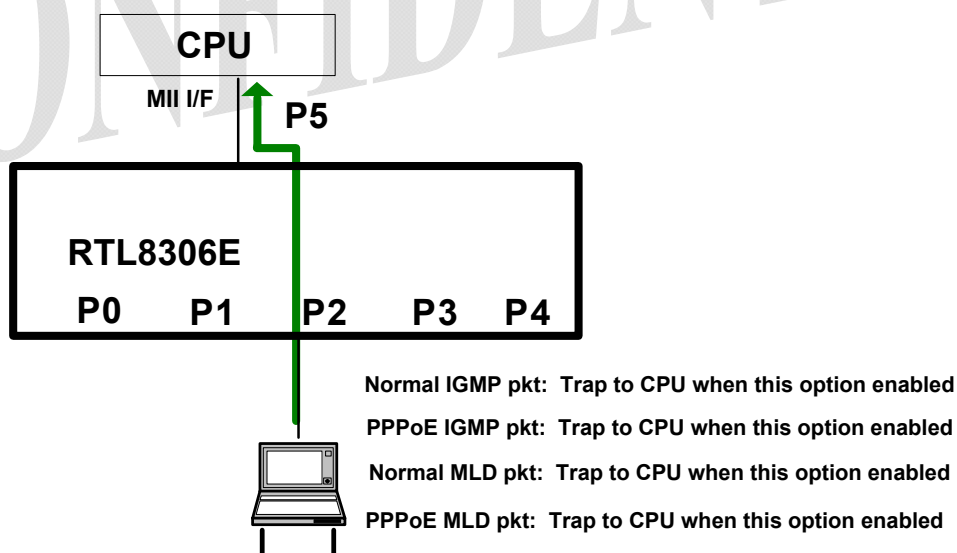 CONFIDENT
CPU
MII I/F
P5
RTL8306E
P0 P1 P2 P3 P4
Normal IGMP pkt: Trap to CPU when this option enabled
PPPoE IGMP pkt: Trap to CPU when this option enabled
Normal MLD pkt: Trap to CPU when this option enabled
PPPoE MLD pkt: Trap to CPU when this option enabled